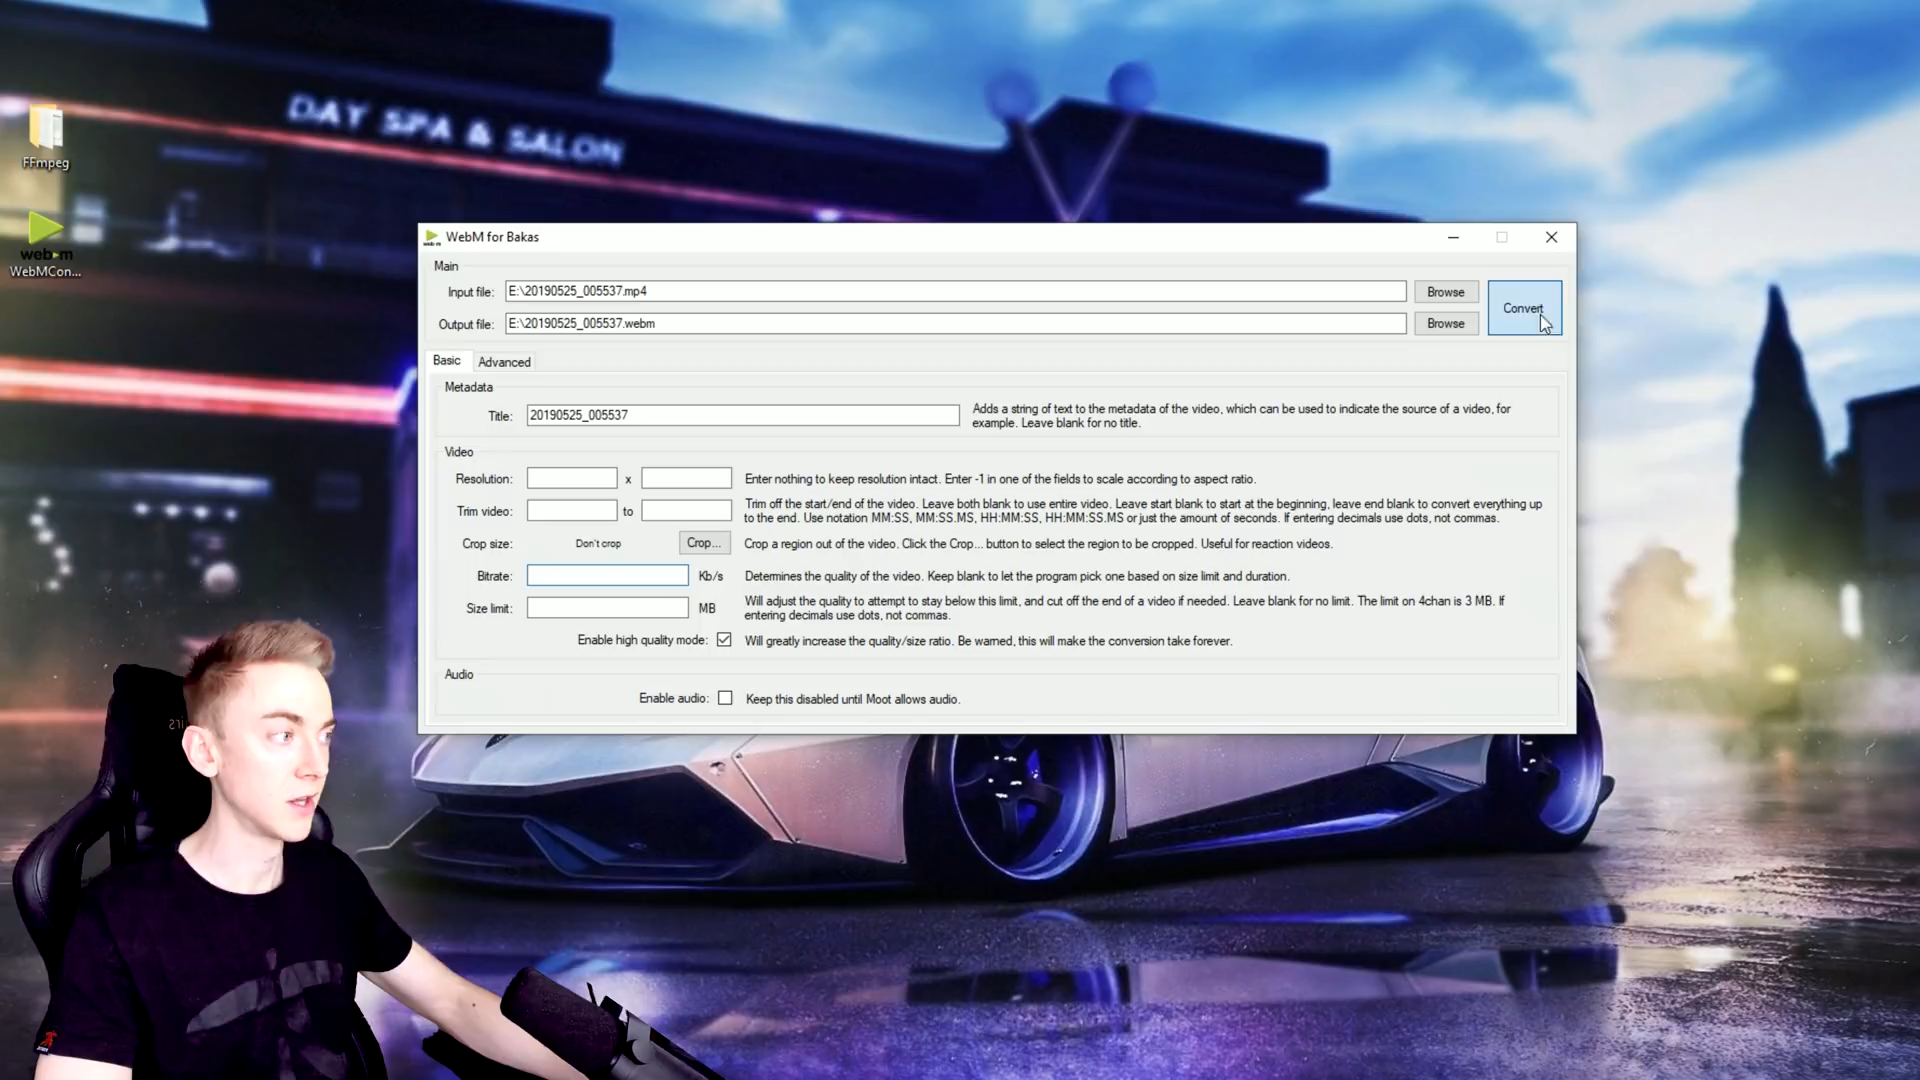 DAY SPA & SALON
FFmpeg
web m
WebMCon...
WebM for Bakas
Main
Input file: E:\20190525_005537.mp4 Browse
Convert
Output file: E:\20190525_005537.webm Browse
Basic Advanced
Metadata
Title: 20190525_005537
Adds a string of text to the metadata of the video, which can be used to indicate the source of a video, for
example. Leave blank for no title.
Video
Resolution: x Enter nothing to keep resolution intact. Enter -1 in one of the fields to scale according to aspect ratio.
Trim video: to
Trim off the start/end of the video. Leave both blank to use entire video. Leave start blank to start at the beginning, leave end blank to convert everything up
to the end. Use notation MM:SS, MM:SS.MS, HH:MM:SS, HH:MM:SS.MS or just the amount of seconds. If entering decimals use dots, not commas.
Crop size: Don't crop Crop... Crop a region out of the video. Click the Crop... button to select the region to be cropped. Useful for reaction videos.
Bitrate: Kb/s Determines the quality of the video. Keep blank to let the program pick one based on size limit and duration.
Size limit: MB
Will adjust the quality to attempt to stay below this limit, and cut off the end of a video if needed. Leave blank for no limit. The limit on 4chan is 3 MB. If
entering decimals use dots, not commas.
Enable high quality mode: Will greatly increase the quality/size ratio. Be warned, this will make the conversion take forever.
Audio
Enable audio: Keep this disabled until Moot allows audio.